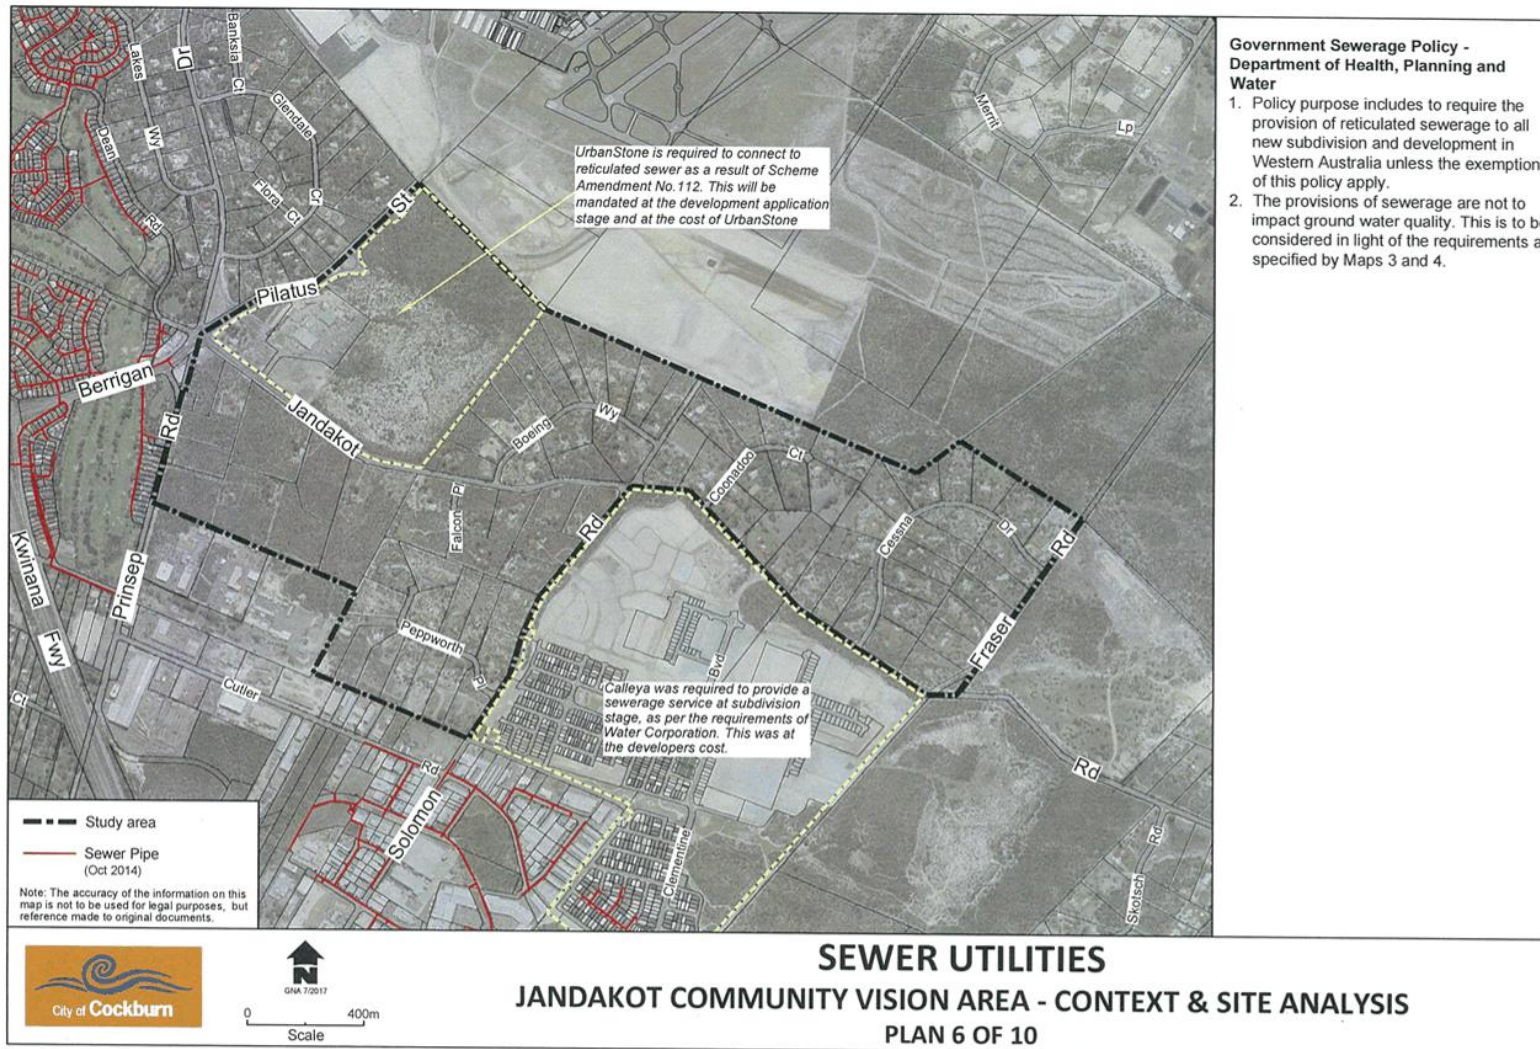 Banksia
Ct
Lakes
Wy
Dr
Glendale
Cr
Dean
Rd
Flora
Ct
St
Pilatus
Merrit
Lp
UrbanStone is required to connect to
reticulated sewer as a result of Scheme
Amendment No.112. This will be
mandated at the development application
stage and at the cost of UrbanStone
Berrigan
Rd
Jandakot
Boeing
Wy
Coonadoo
Ct
Falcon
Pl
Rd
Cessna
Dr
Rd
Fraser
Kwinana
Fwy
Prinsep
Peppworth
Pl
Ct
Cutler
Rd
Solomon
Bvd
Calleya was required to provide a
sewerage service at subdivision
stage, as per the requirements of
Water Corporation. This was at
the developers cost.
Clementine
Rd
Skotsch
Rd
Government Sewerage Policy -
Department of Health, Planning and
Water
1. Policy purpose includes to require the
provision of reticulated sewerage to all
new subdivision and development in
Western Australia unless the exemption
of this policy apply.
2. The provisions of sewerage are not to
impact ground water quality. This is to be
considered in light of the requirements a
specified by Maps 3 and 4.
Study area
Sewer Pipe
(Oct 2014)
Note: The accuracy of the information on this
map is not to be used for legal purposes, but
reference made to original documents.
City of Cockburn
N
GNA 7/2017
0 400m
Scale
SEWER UTILITIES
JANDAKOT COMMUNITY VISION AREA - CONTEXT & SITE ANALYSIS
PLAN 6 OF 10